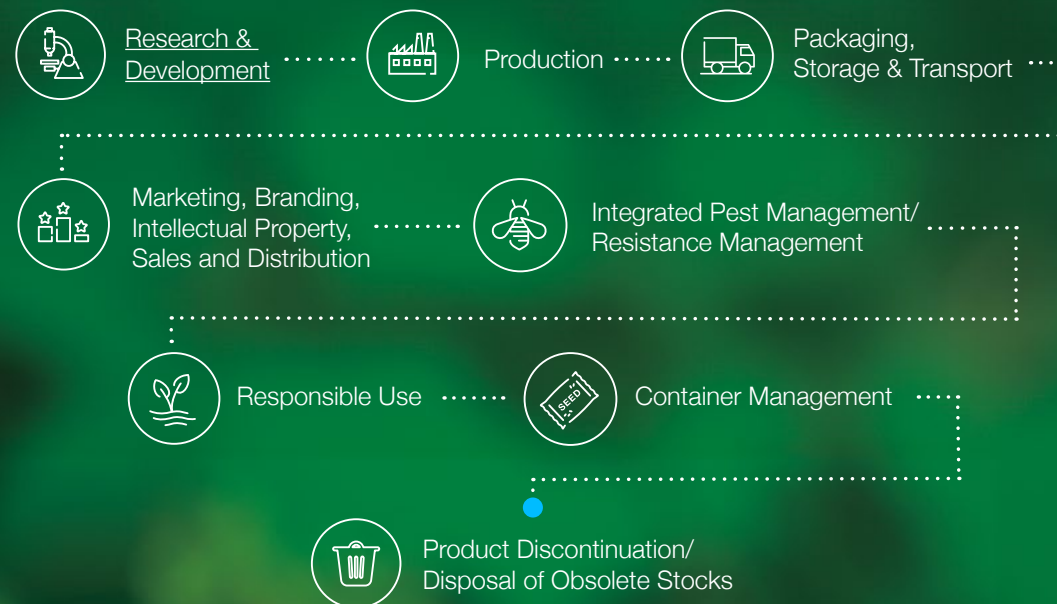 Research &
Development
Production
Packaging,
Storage & Transport
Marketing, Branding,
Intellectual Property,
Sales and Distribution
Integrated Pest Management/
Resistance Management
Responsible Use
SEED
Container Management
Product Discontinuation/
Disposal of Obsolete Stocks